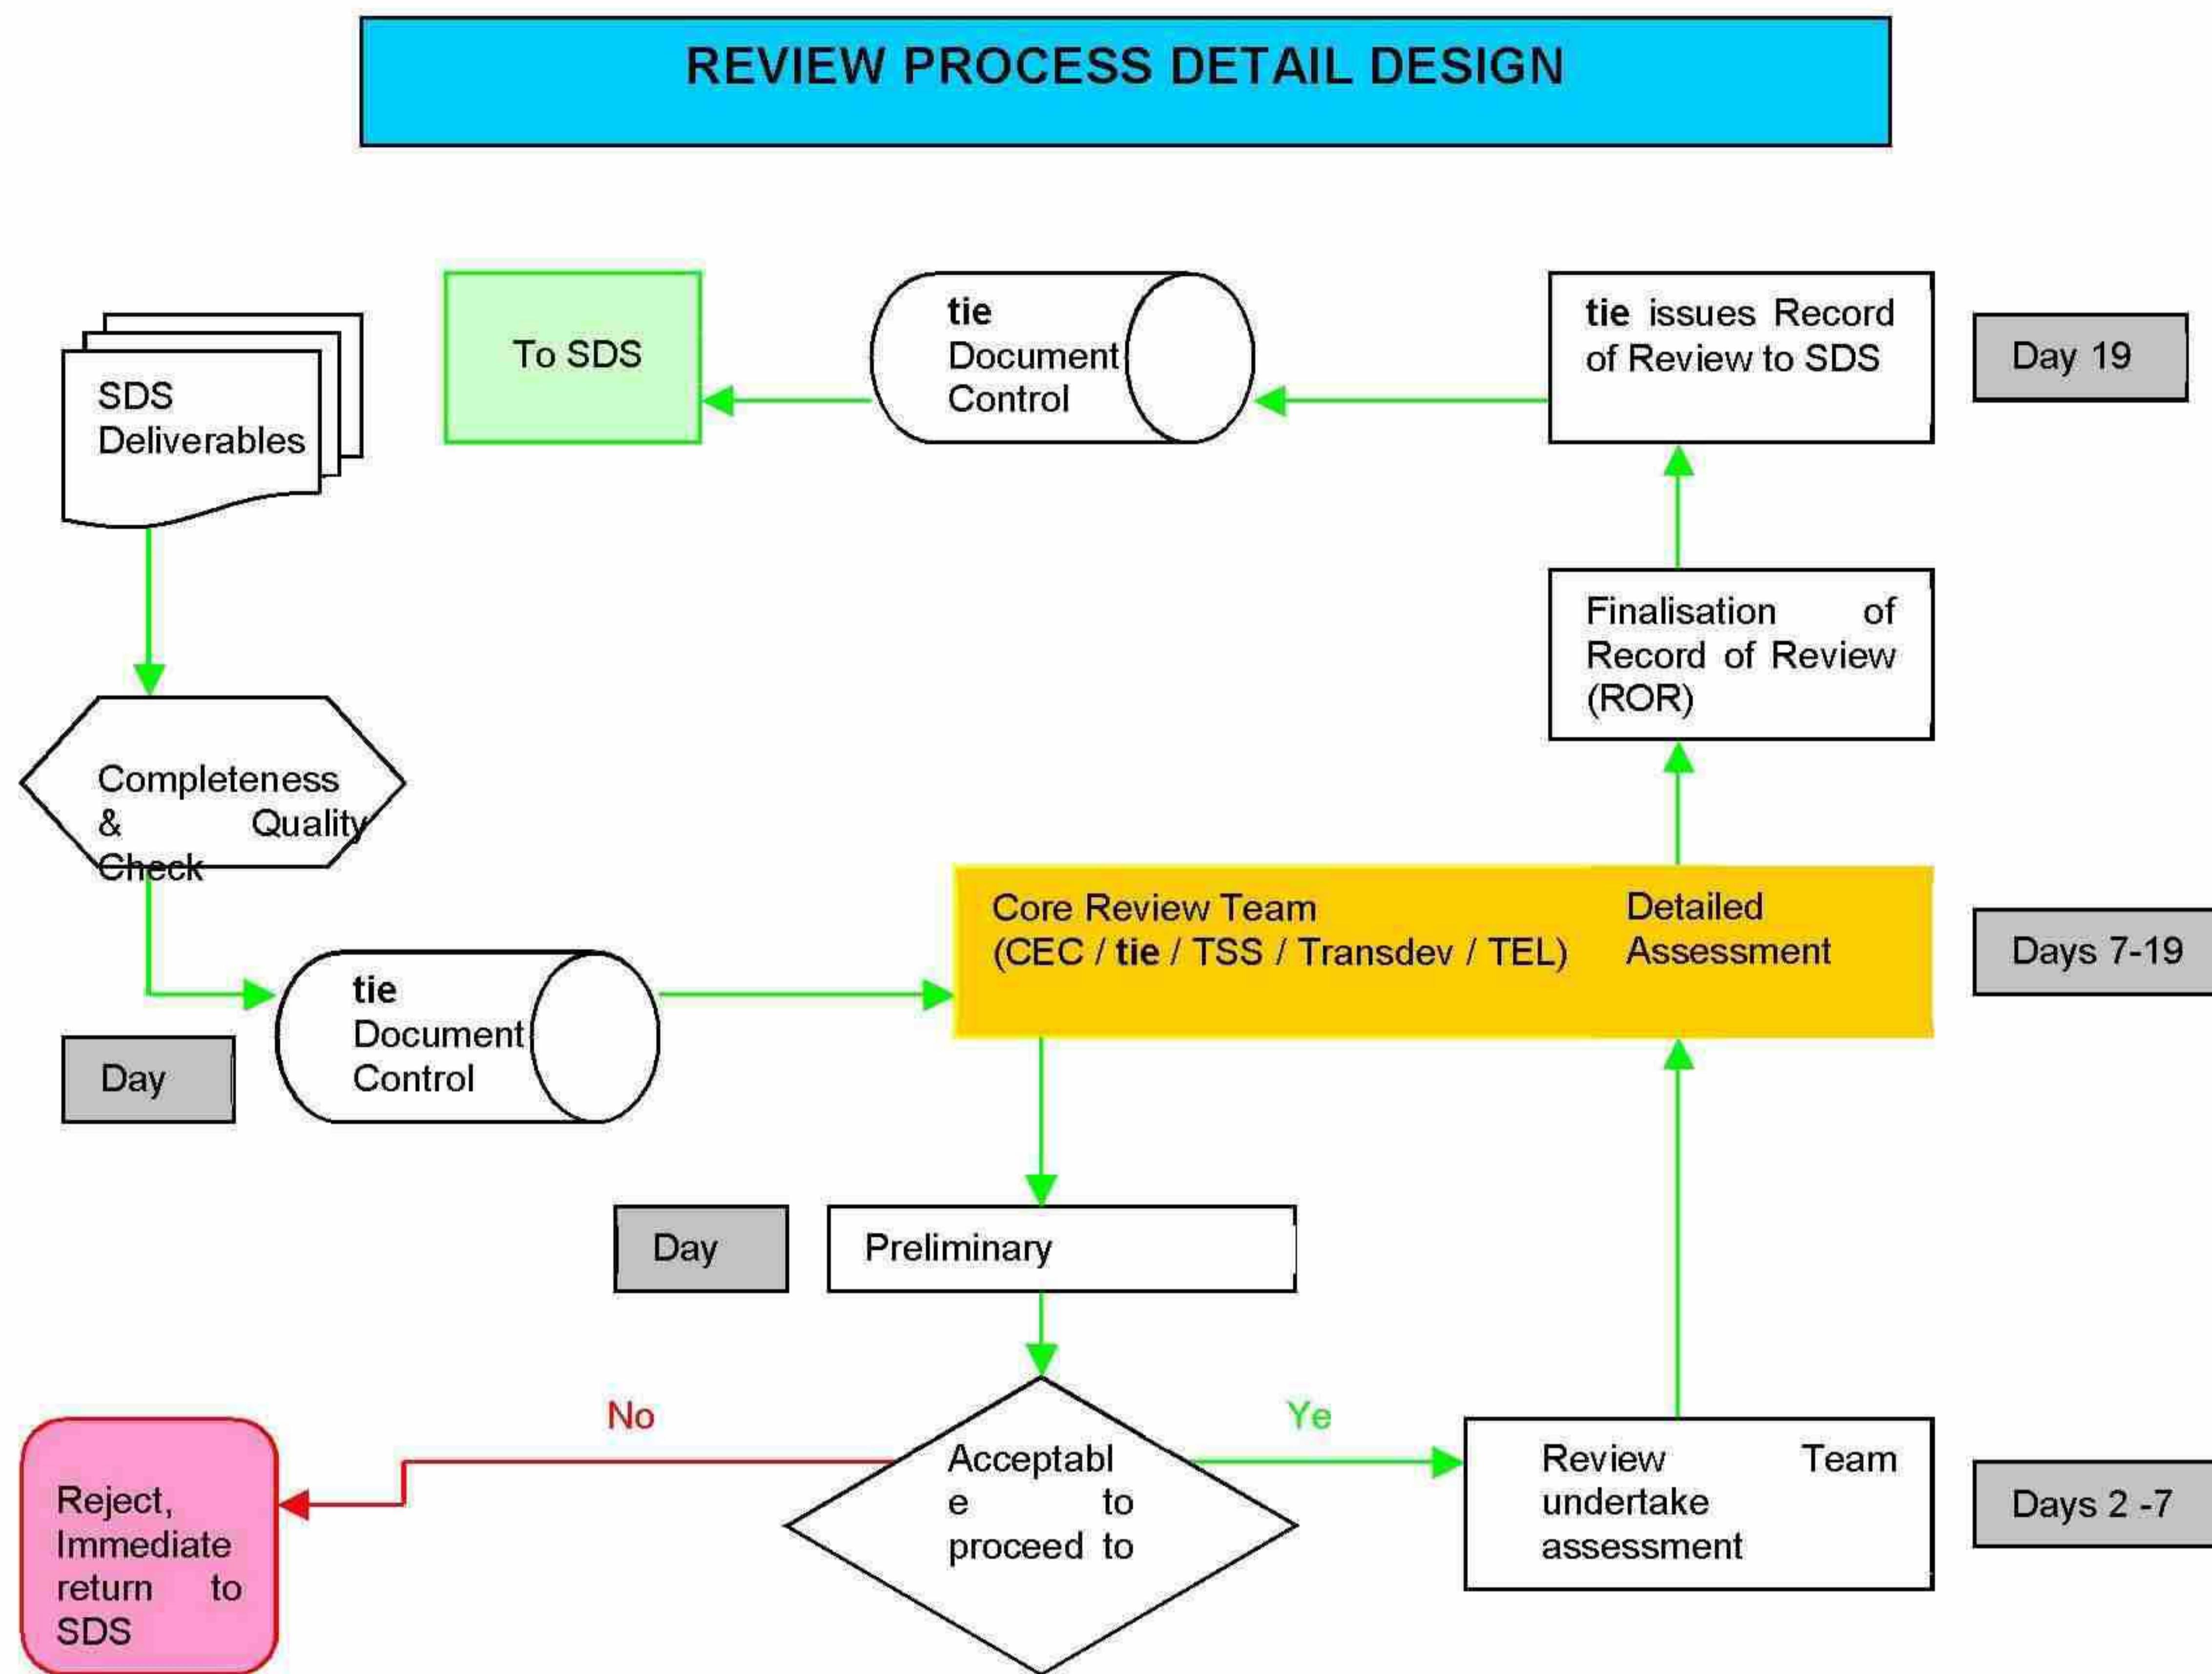 REVIEW PROCESS DETAIL DESIGN
SDS
Deliverables
To SDS
tie
Document
Control
tie issues Record
of Review to SDS
Day 19
Finalisation of
Record of Review
(ROR)
Completeness
& Quality
Check
Core Review Team
(CEC / tie / TSS / Transdev / TEL)
Detailed
Assessment
Days 7-19
Day
tie
Document
Control
Day
Preliminary
No
Ye
Reject,
Immediate
return to
SDS
Acceptabl
e to
proceed to
Review Team
undertake
assessment
Days 2 -7